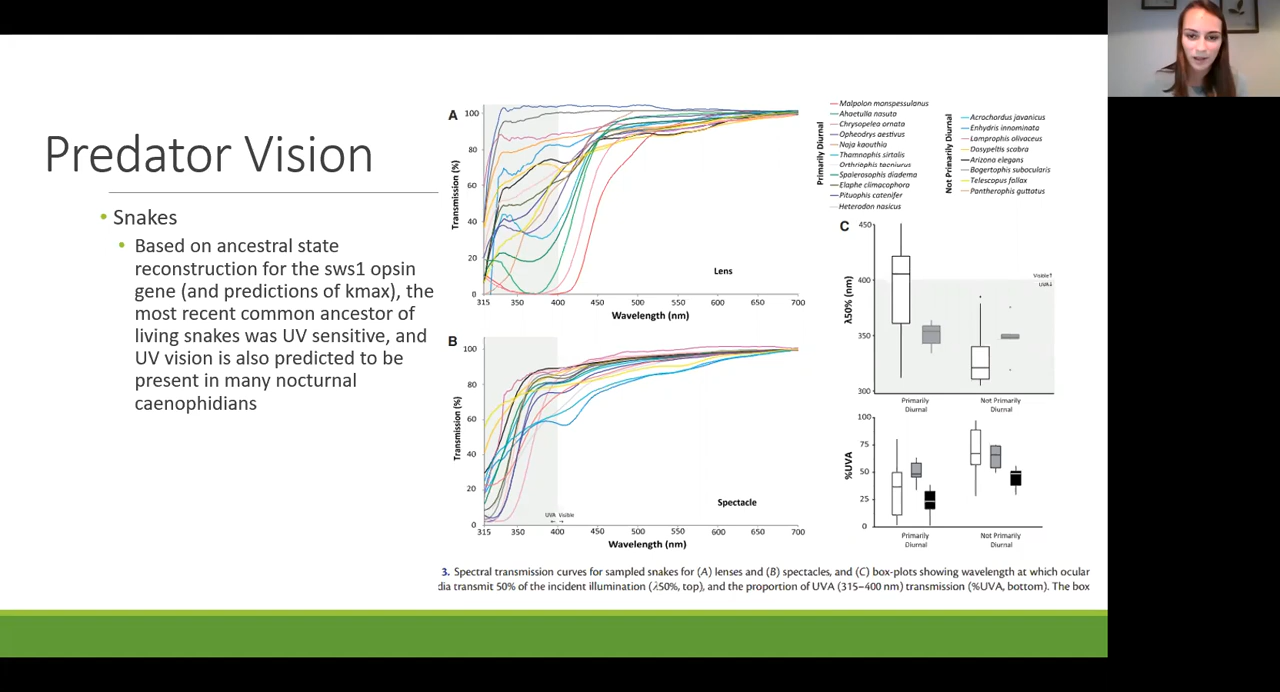 Predator Vision
• Snakes
• Based on ancestral state
reconstruction for the sws1 opsin
gene (and predictions of kmax), the
most recent common ancestor of
living snakes was UV sensitive, and
UV vision is also predicted to be
present in many nocturnal
caenophidians
A
Transmission (%)
100
80
60
40
20
0
315 350 400 450 500 550 600 650 700
Lens
Wavelength (nm)
B
Transmission (%)
100
80
60
40
20
0
315 350 400 450 500 550 600 650 700
UVA Visible
← →
Spectacle
Wavelength (nm)
Primarily Diurnal
Malpolon monspessulanus
Ahaetulla nasuta
Chrysopelea ornata
Opheodrys aestivus
Naja kaouthia
Thamnophis sirtalis
Spalerosophis diadema
Elaphe climacophora
Pituophis catenifer
Heterodon nasicus
Not Primarily Diurnal
Acrochordus javanicus
Enhydris innominata
Lamprophis olivaceus
Dasypeltis scabra
Arizona elegans
Bogertophis subocularis
Telescopus fallax
Pantherophis guttatus
C
λ50% (nm)
450
400
350
300
Visible↑
UVA↓
Primarily
Diurnal
Not Primarily
Diurnal
%UVA
100
75
50
25
0
Primarily
Diurnal
Not Primarily
Diurnal
3. Spectral transmission curves for sampled snakes for (A) lenses and (B) spectacles, and (C) box-plots showing wavelength at which ocular
dia transmit 50% of the incident illumination (λ50%, top), and the proportion of UVA (315–400 nm) transmission (%UVA, bottom). The box